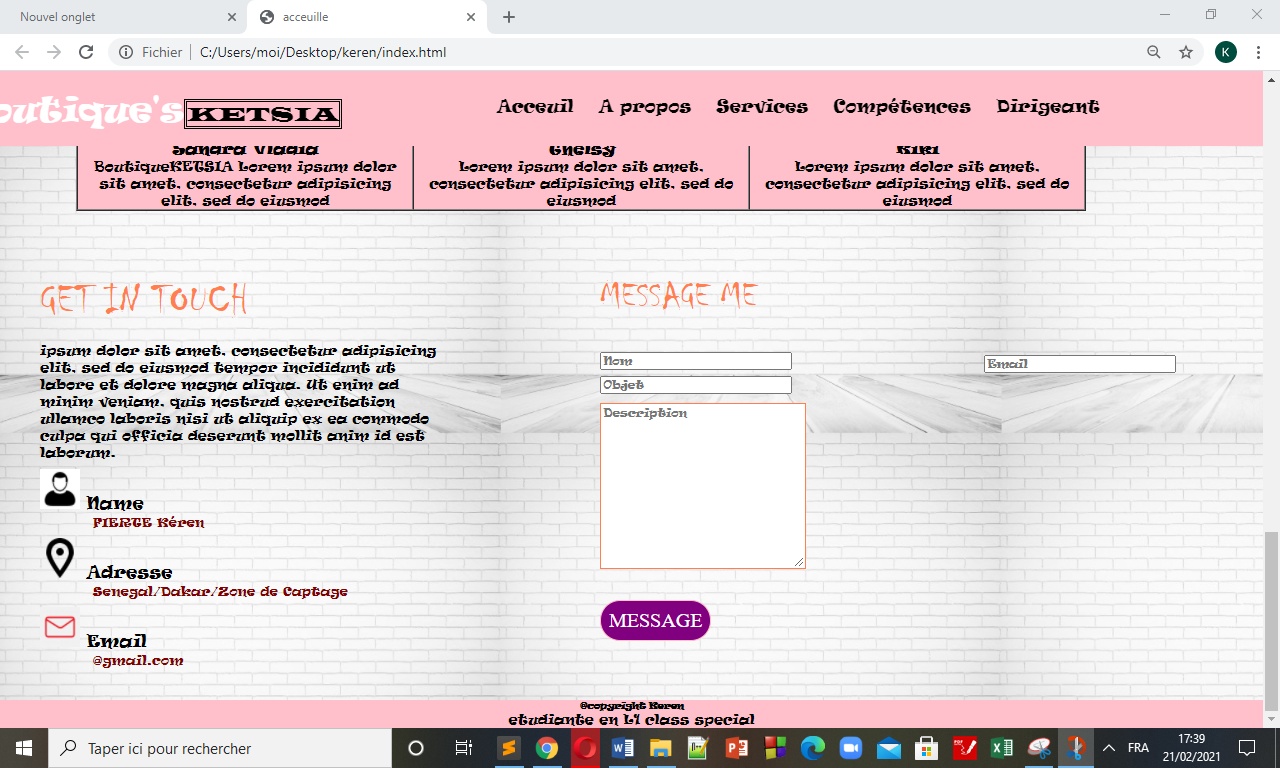 Nouvel onglet
acceuille
Fichier
C:/Users/moi/Desktop/keren/index.html
K
outique's KETSIA
Acceuil
A propos
Services
Compétences
Dirigeant
Sandra Viadia
BoutiqueKETSIA Lorem ipsum dolor
sit amet, consectetur adipisicing
elit, sed do eiusmod
Chelsy
Lorem ipsum dolor sit amet,
consectetur adipisicing elit, sed do
eiusmod
Kiki
Lorem ipsum dolor sit amet,
consectetur adipisicing elit, sed do
eiusmod
GET IN TOUCH
ipsum dolor sit amet, consectetur adipisicing
elit, sed do eiusmod tempor incididunt ut
labore et dolore magna aliqua. Ut enim ad
minim veniam, quis nostrud exercitation
ullamco laboris nisi ut aliquip ex ea commodo
culpa qui officia deserunt mollit anim id est
laborum.
Name
FIERTE Kéren
Adresse
Senegal/Dakar/Zone de Captage
Email
@gmail.com
MESSAGE ME
Nom
Email
Objet
Description
MESSAGE
©copyright Keren
etudiante en L1 class special
Taper ici pour rechercher
FRA
17:39
21/02/2021